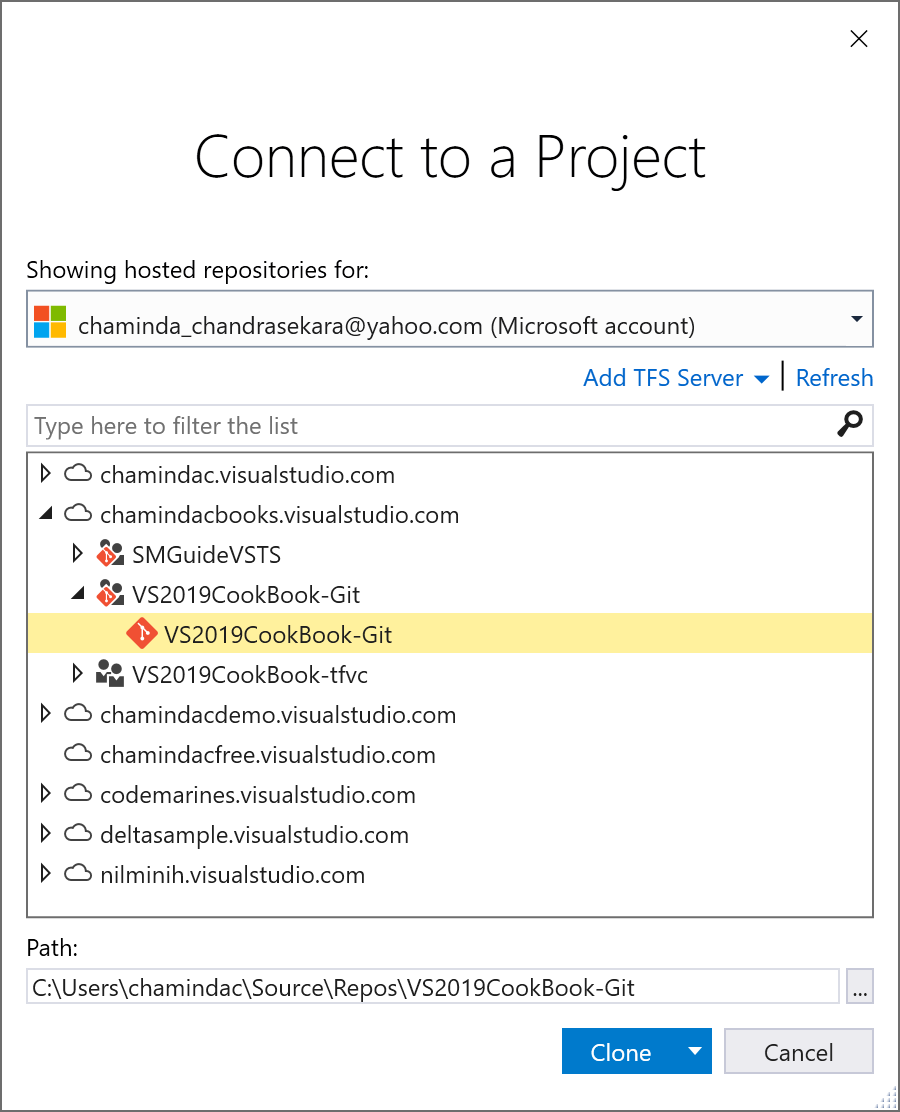 Connect to a Project
Showing hosted repositories for:
chaminda_chandrasekara@yahoo.com (Microsoft account)
Add TFS Server | Refresh
Type here to filter the list
chamindac.visualstudio.com
chamindacbooks.visualstudio.com
SMGuideVSTS
VS2019CookBook-Git
VS2019CookBook-Git
VS2019CookBook-tfvc
chamindacdemo.visualstudio.com
chamindacfree.visualstudio.com
codemarines.visualstudio.com
deltasample.visualstudio.com
nilminih.visualstudio.com
Path:
C:\Users\chamindac\Source\Repos\VS2019CookBook-Git ...
Clone Cancel